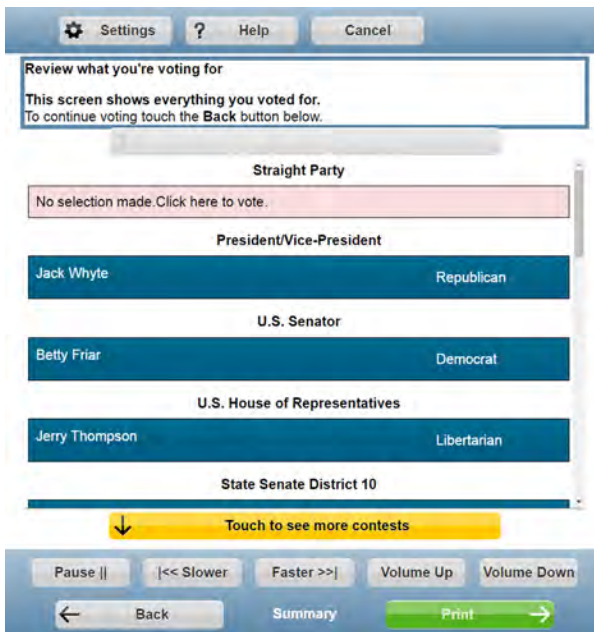 Settings ? Help Cancel
Review what you're voting for
This screen shows everything you voted for.
To continue voting touch the Back button below.
Straight Party
No selection made.Click here to vote.
President/Vice-President
Jack Whyte Republican
U.S. Senator
Betty Friar Democrat
U.S. House of Representatives
Jerry Thompson Libertarian
State Senate District 10
↓ Touch to see more contests
Pause || |<< Slower Faster >>| Volume Up Volume Down
← Back Summary Print →